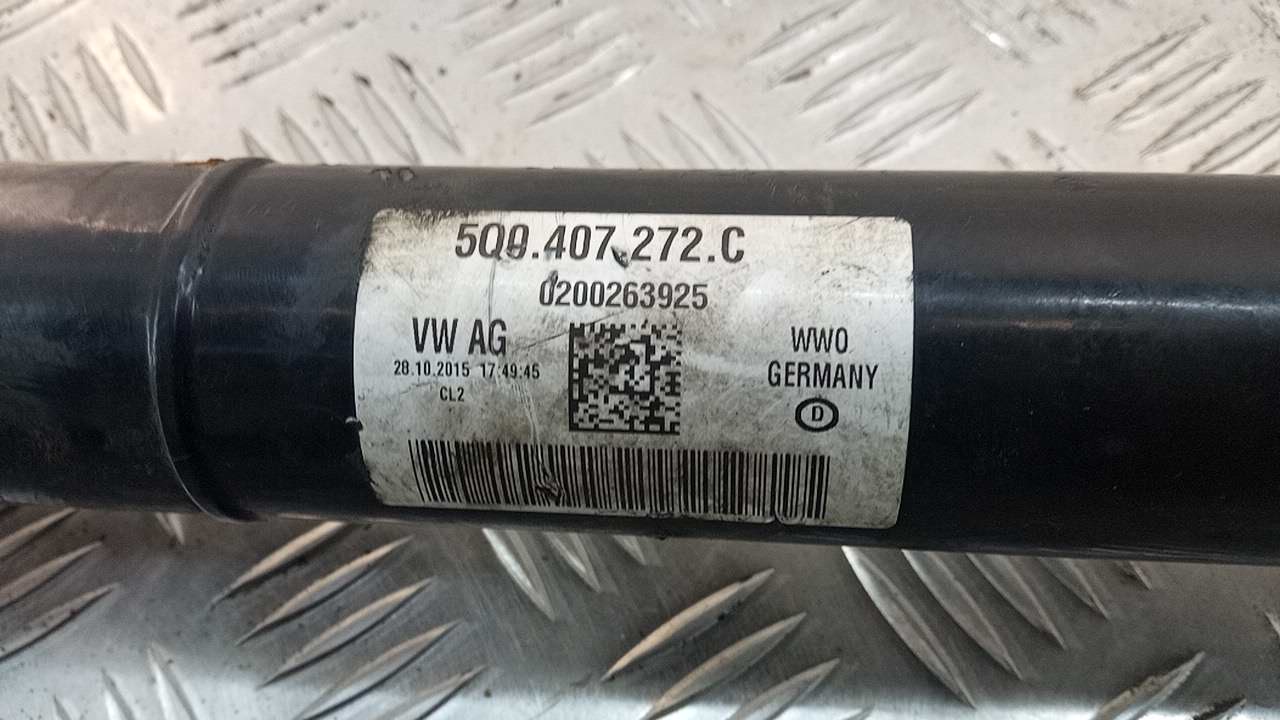 5Q0.407.272.C
0200263925
VW AG
28.10.2015 17:49:45
CL2
WWO
GERMANY
D